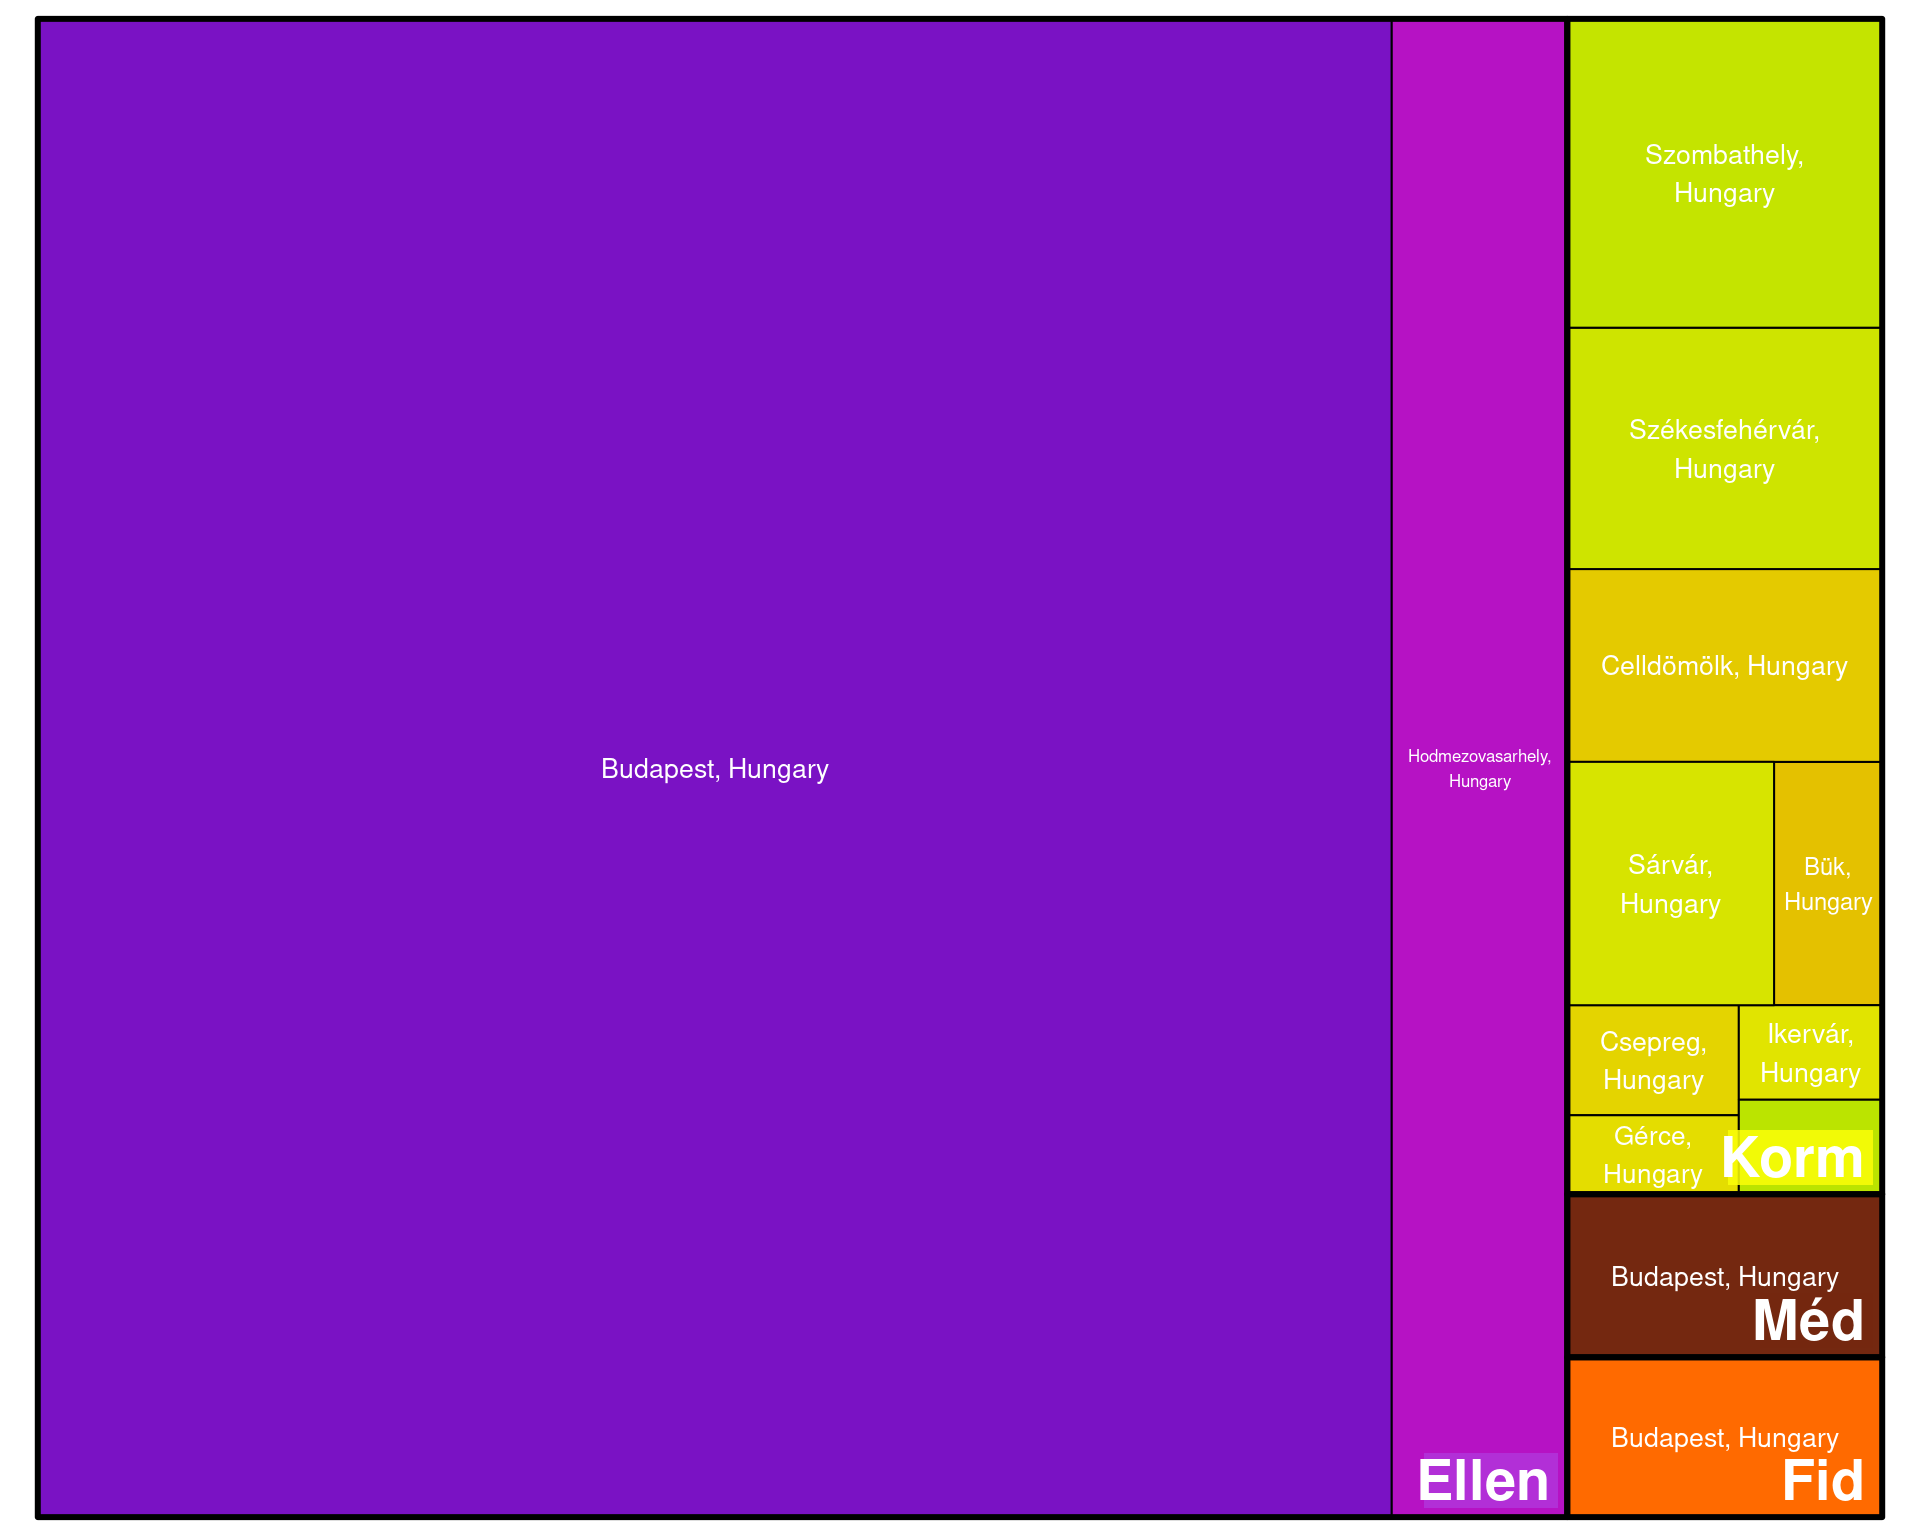 Budapest, Hungary
Hodmezovasarhely,
Hungary
Ellen
Szombathely,
Hungary
Székesfehérvár,
Hungary
Celldömölk, Hungary
Sárvár,
Hungary
Bük,
Hungary
Csepreg,
Hungary
Ikervár,
Hungary
Gérce,
Hungary
Korm
Budapest, Hungary
Méd
Budapest, Hungary
Fid